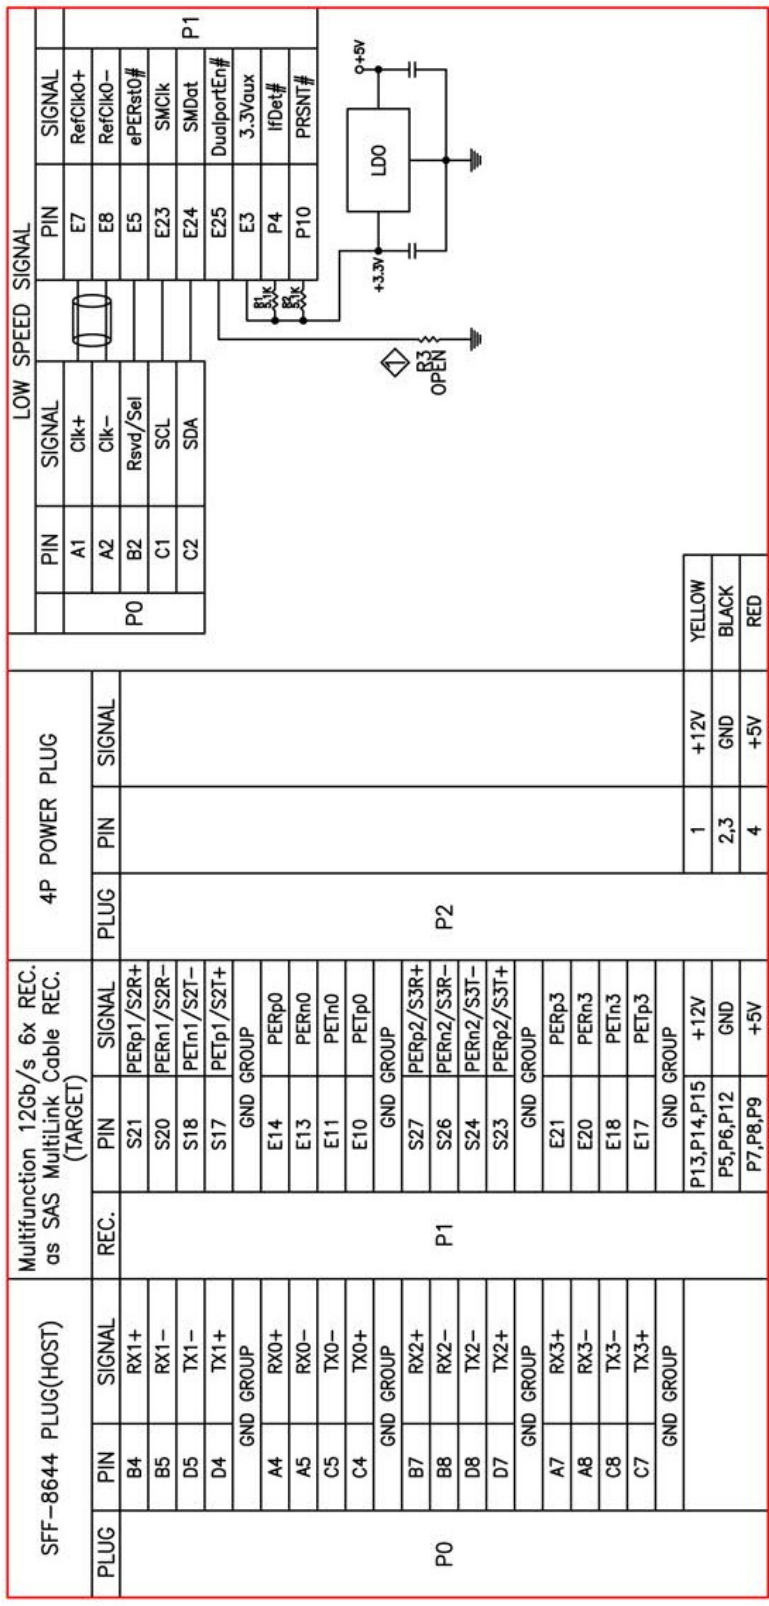 SFF-8644 PLUG(HOST) Multifunction 12Gb/s 6x REC. 4P POWER PLUG
as SAS MultiLink Cable REC.
(TARGET)
PLUG PIN SIGNAL REC. PIN SIGNAL PLUG PIN SIGNAL
P0 P1 P2
B4 RX1+ S21 PERp1/S2R+
B5 RX1- S20 PERn1/S2R-
D5 TX1- S18 PETn1/S2T-
D4 TX1+ S17 PETp1/S2T+
GND GROUP GND GROUP
A4 RX0+ E14 PERp0
A5 RX0- E13 PERn0
C5 TX0- E11 PETn0
C4 TX0+ E10 PETp0
GND GROUP GND GROUP
B7 RX2+ S27 PERp2/S3R+
B8 RX2- S26 PERn2/S3R-
D8 TX2- S24 PERn2/S3T-
D7 TX2+ S23 PERp2/S3T+
GND GROUP GND GROUP
A7 RX3+ E21 PERp3
A8 RX3- E20 PERn3
C8 TX3- E18 PETn3
C7 TX3+ E17 PETp3
GND GROUP GND GROUP
P13,P14,P15 +12V 1 +12V YELLOW
P5,P6,P12 GND 2,3 GND BLACK
P7,P8,P9 +5V 4 +5V RED
LOW SPEED SIGNAL
PIN SIGNAL PIN SIGNAL
P0 P1
A1 Clk+ E7 RefClk0+
A2 Clk- E8 RefClk0-
B2 Rsvd/Sel E5 ePERst0#
C1 SCL E23 SMClk
C2 SDA E24 SMDat
E25 DualportEn#
E3 3.3Vaux
P4 IfDet#
P10 PRSNT#
R1
5.1K
R2
5.1K
+3.3V
LDO
+5V
1
R3
OPEN